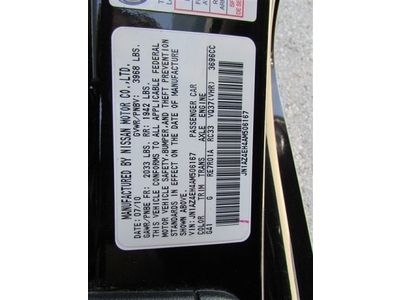 MANUFACTURED BY NISSAN MOTOR CO.,LTD.
DATE: 07/10 GVWR/PNBV: 3968 LBS.
GAWR/PNBE FR: 2033 LBS. RR: 1942 LBS.
THIS VEHICLE CONFORMS TO ALL APPLICABLE FEDERAL
MOTOR VEHICLE SAFETY,BUMPER,AND THEFT PREVENTION
STANDARDS IN EFFECT ON THE DATE OF MANUFACTURE
SHOWN ABOVE.
VIN:JN1AZ4EH4AM506167 PASSENGER CAR
COLOR TRIM TRANS AXLE ENGINE
G41 G RE7R01A RC33 VQ37(VHR) 3696CC
JN1AZ4EH4AM506167